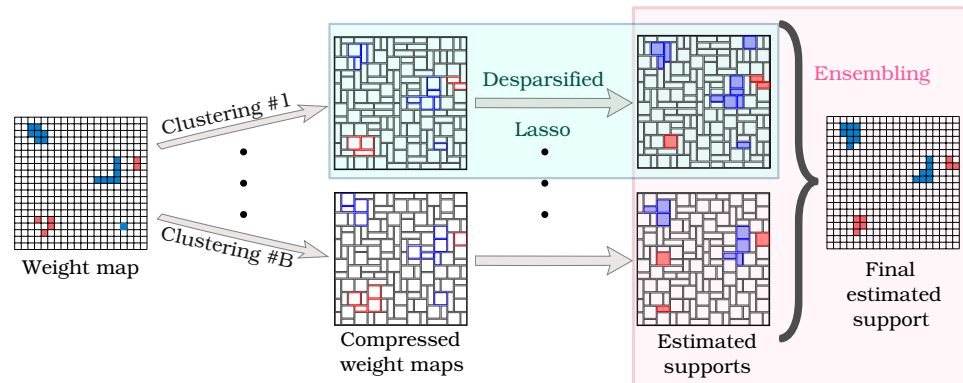 Clustering #1
Desparsified
Lasso
Ensembling
Clustering #B
Weight map
Compressed
weight maps
Estimated
supports
Final
estimated
support